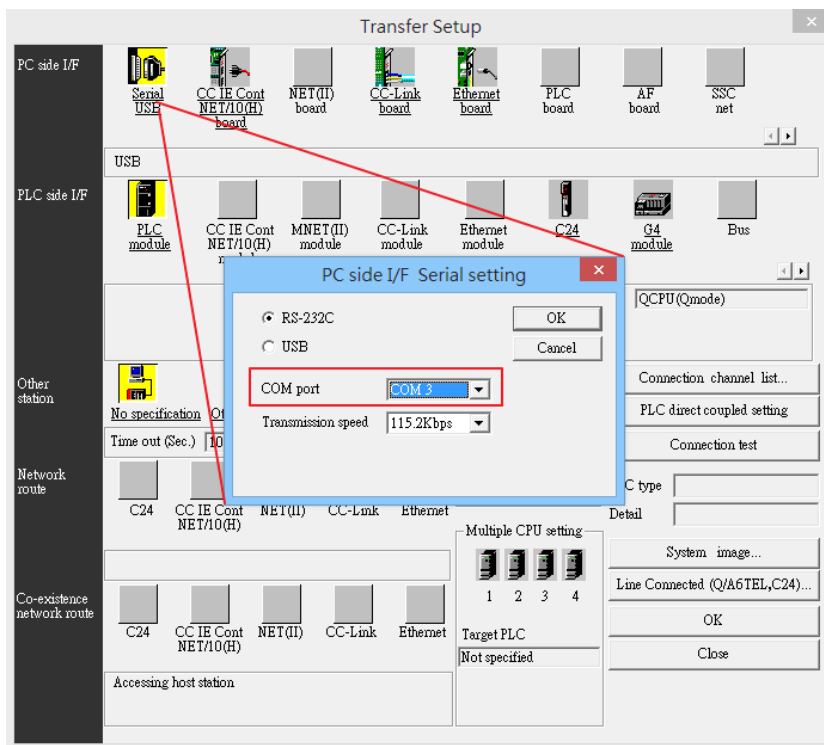 Transfer Setup
PC side I/F
Serial
USB
CC IE Cont
NET/10(H)
board
NET(II)
board
CC-Link
board
Ethernet
board
PLC
board
AF
board
SSC
net
USB
PLC side I/F
PLC
module
CC IE Cont
NET/10(H)
MNET(II)
module
CC-Link
module
Ethernet
module
C24
G4
module
Bus
QCPU(Qmode)
PC side I/F Serial setting
RS-232C
USB
OK
Cancel
COM port
COM 3
Transmission speed
115.2Kbps
Other
station
No specification
Time out (Sec.)
10
Connection channel list...
PLC direct coupled setting
Connection test
C type
Detail
Network
route
C24
CC IE Cont
NET/10(H)
NET(II)
CC-Link
Ethernet
Multiple CPU setting
1 2 3 4
Target PLC
Not specified
System image...
Line Connected (Q/A6TEL,C24)...
OK
Close
Co-existence
network route
C24
CC IE Cont
NET/10(H)
NET(II)
CC-Link
Ethernet
Accessing host station